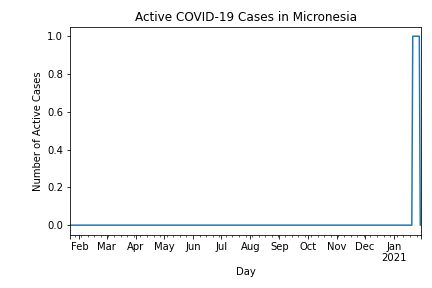 Active COVID-19 Cases in Micronesia
1.0
0.8
0.6
0.4
0.2
0.0
Number of Active Cases
Feb Mar Apr May Jun Jul Aug Sep Oct Nov Dec Jan
2021
Day